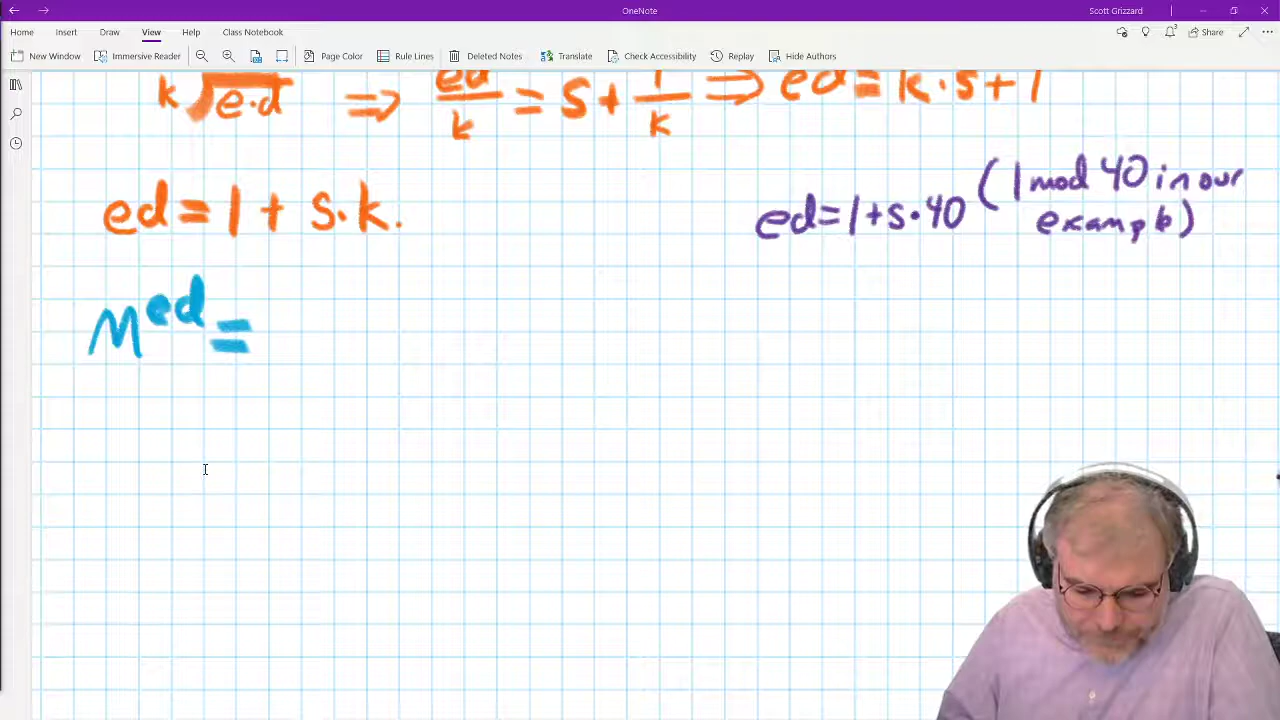 OneNote
Scott Grizzard
Home Insert Draw View Help Class Notebook
Share
New Window Immersive Reader Page Color Rule Lines Deleted Notes Translate Check Accessibility Replay Hide Authors
k√e·d ⇒ ed/k = s + 1/k ⇒ ed = k·s+1
ed = 1 + s·k.
ed=1+s·40 (1 mod 40 in our
example)
M^ed =